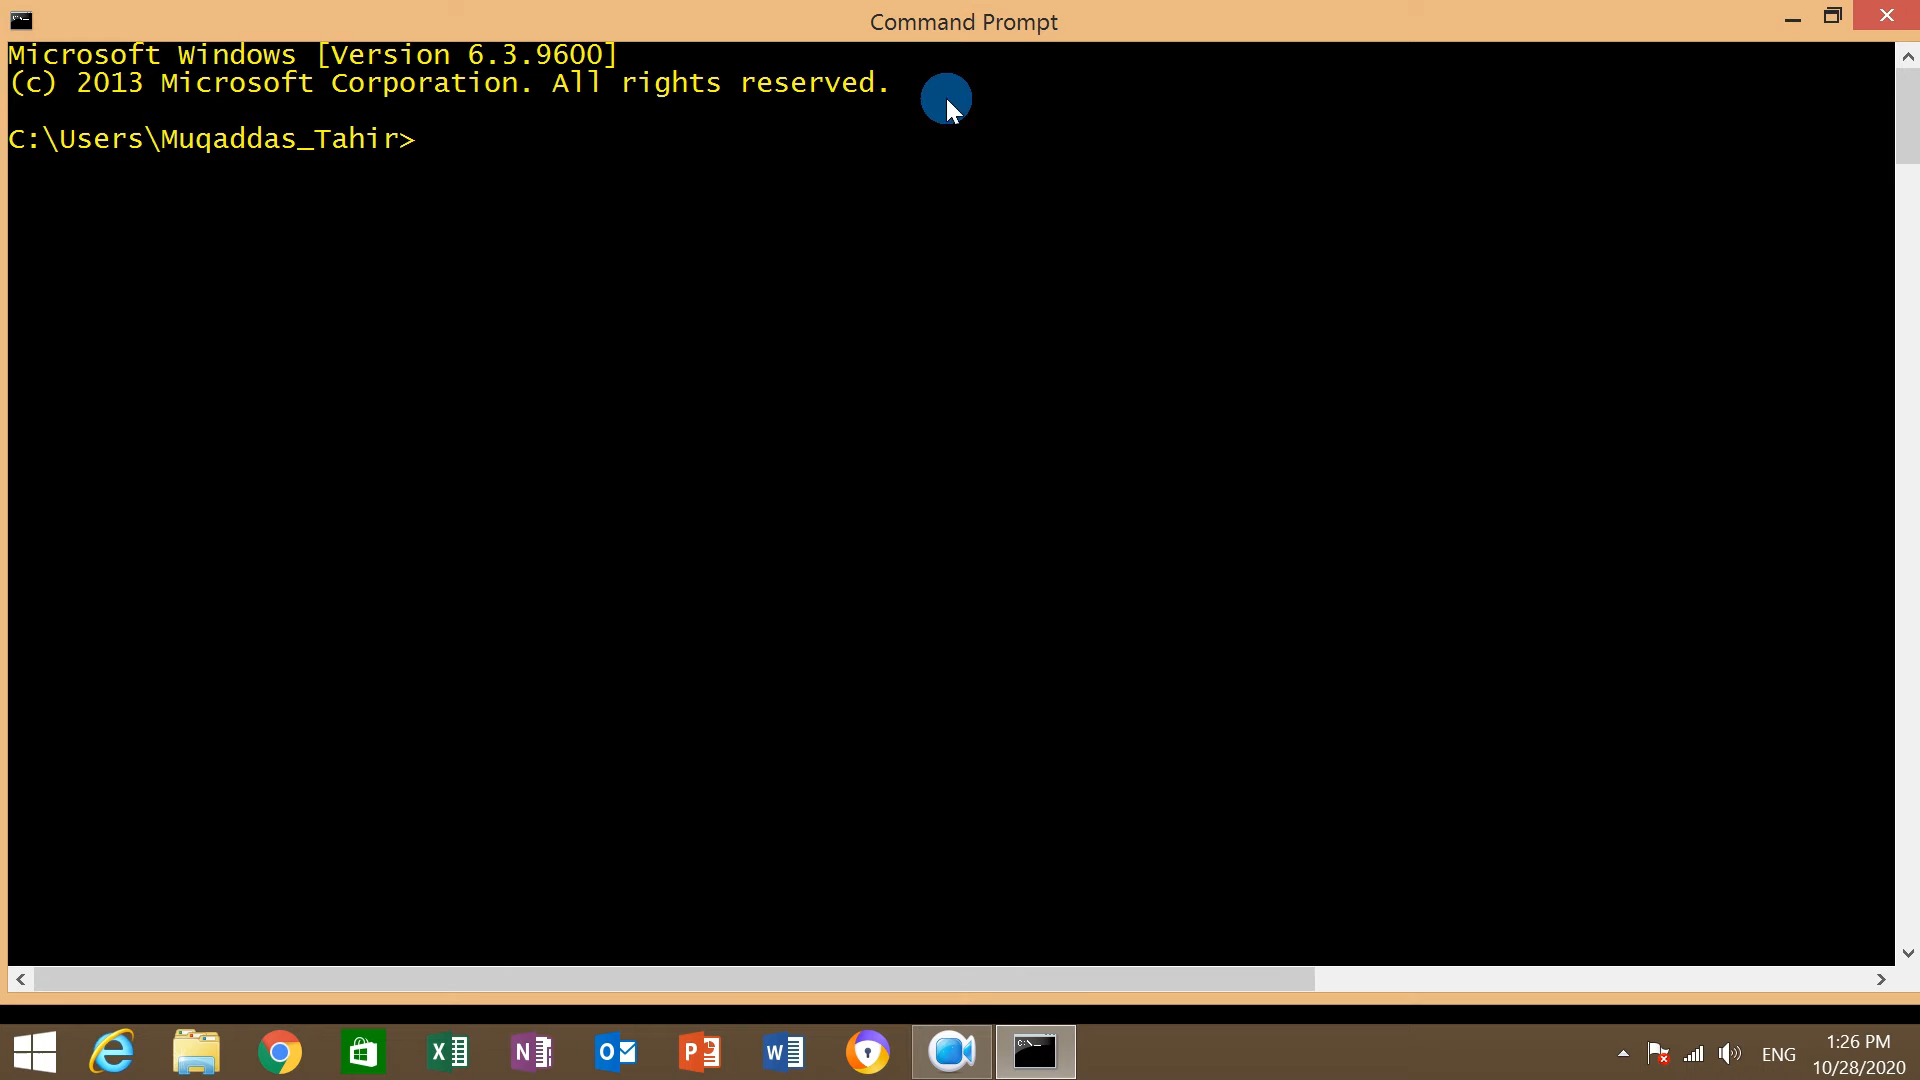 Command Prompt
Microsoft Windows [Version 6.3.9600]
(c) 2013 Microsoft Corporation. All rights reserved.
C:\Users\Muqaddas_Tahir>
ENG
1:26 PM
10/28/2020